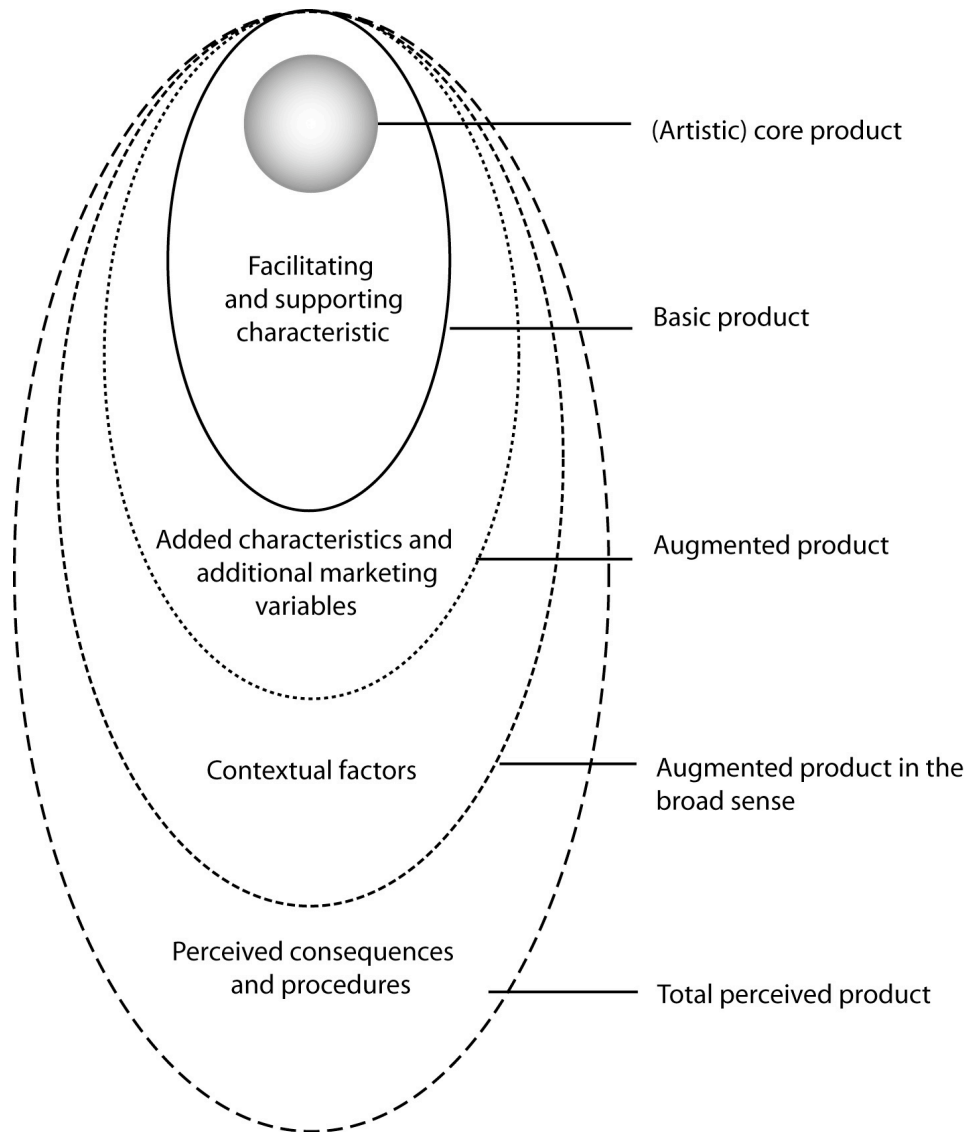 (Artistic) core product
Facilitating
and supporting
characteristic
Basic product
Added characteristics and
additional marketing
variables
Augmented product
Contextual factors
Augmented product in the
broad sense
Perceived consequences
and procedures
Total perceived product